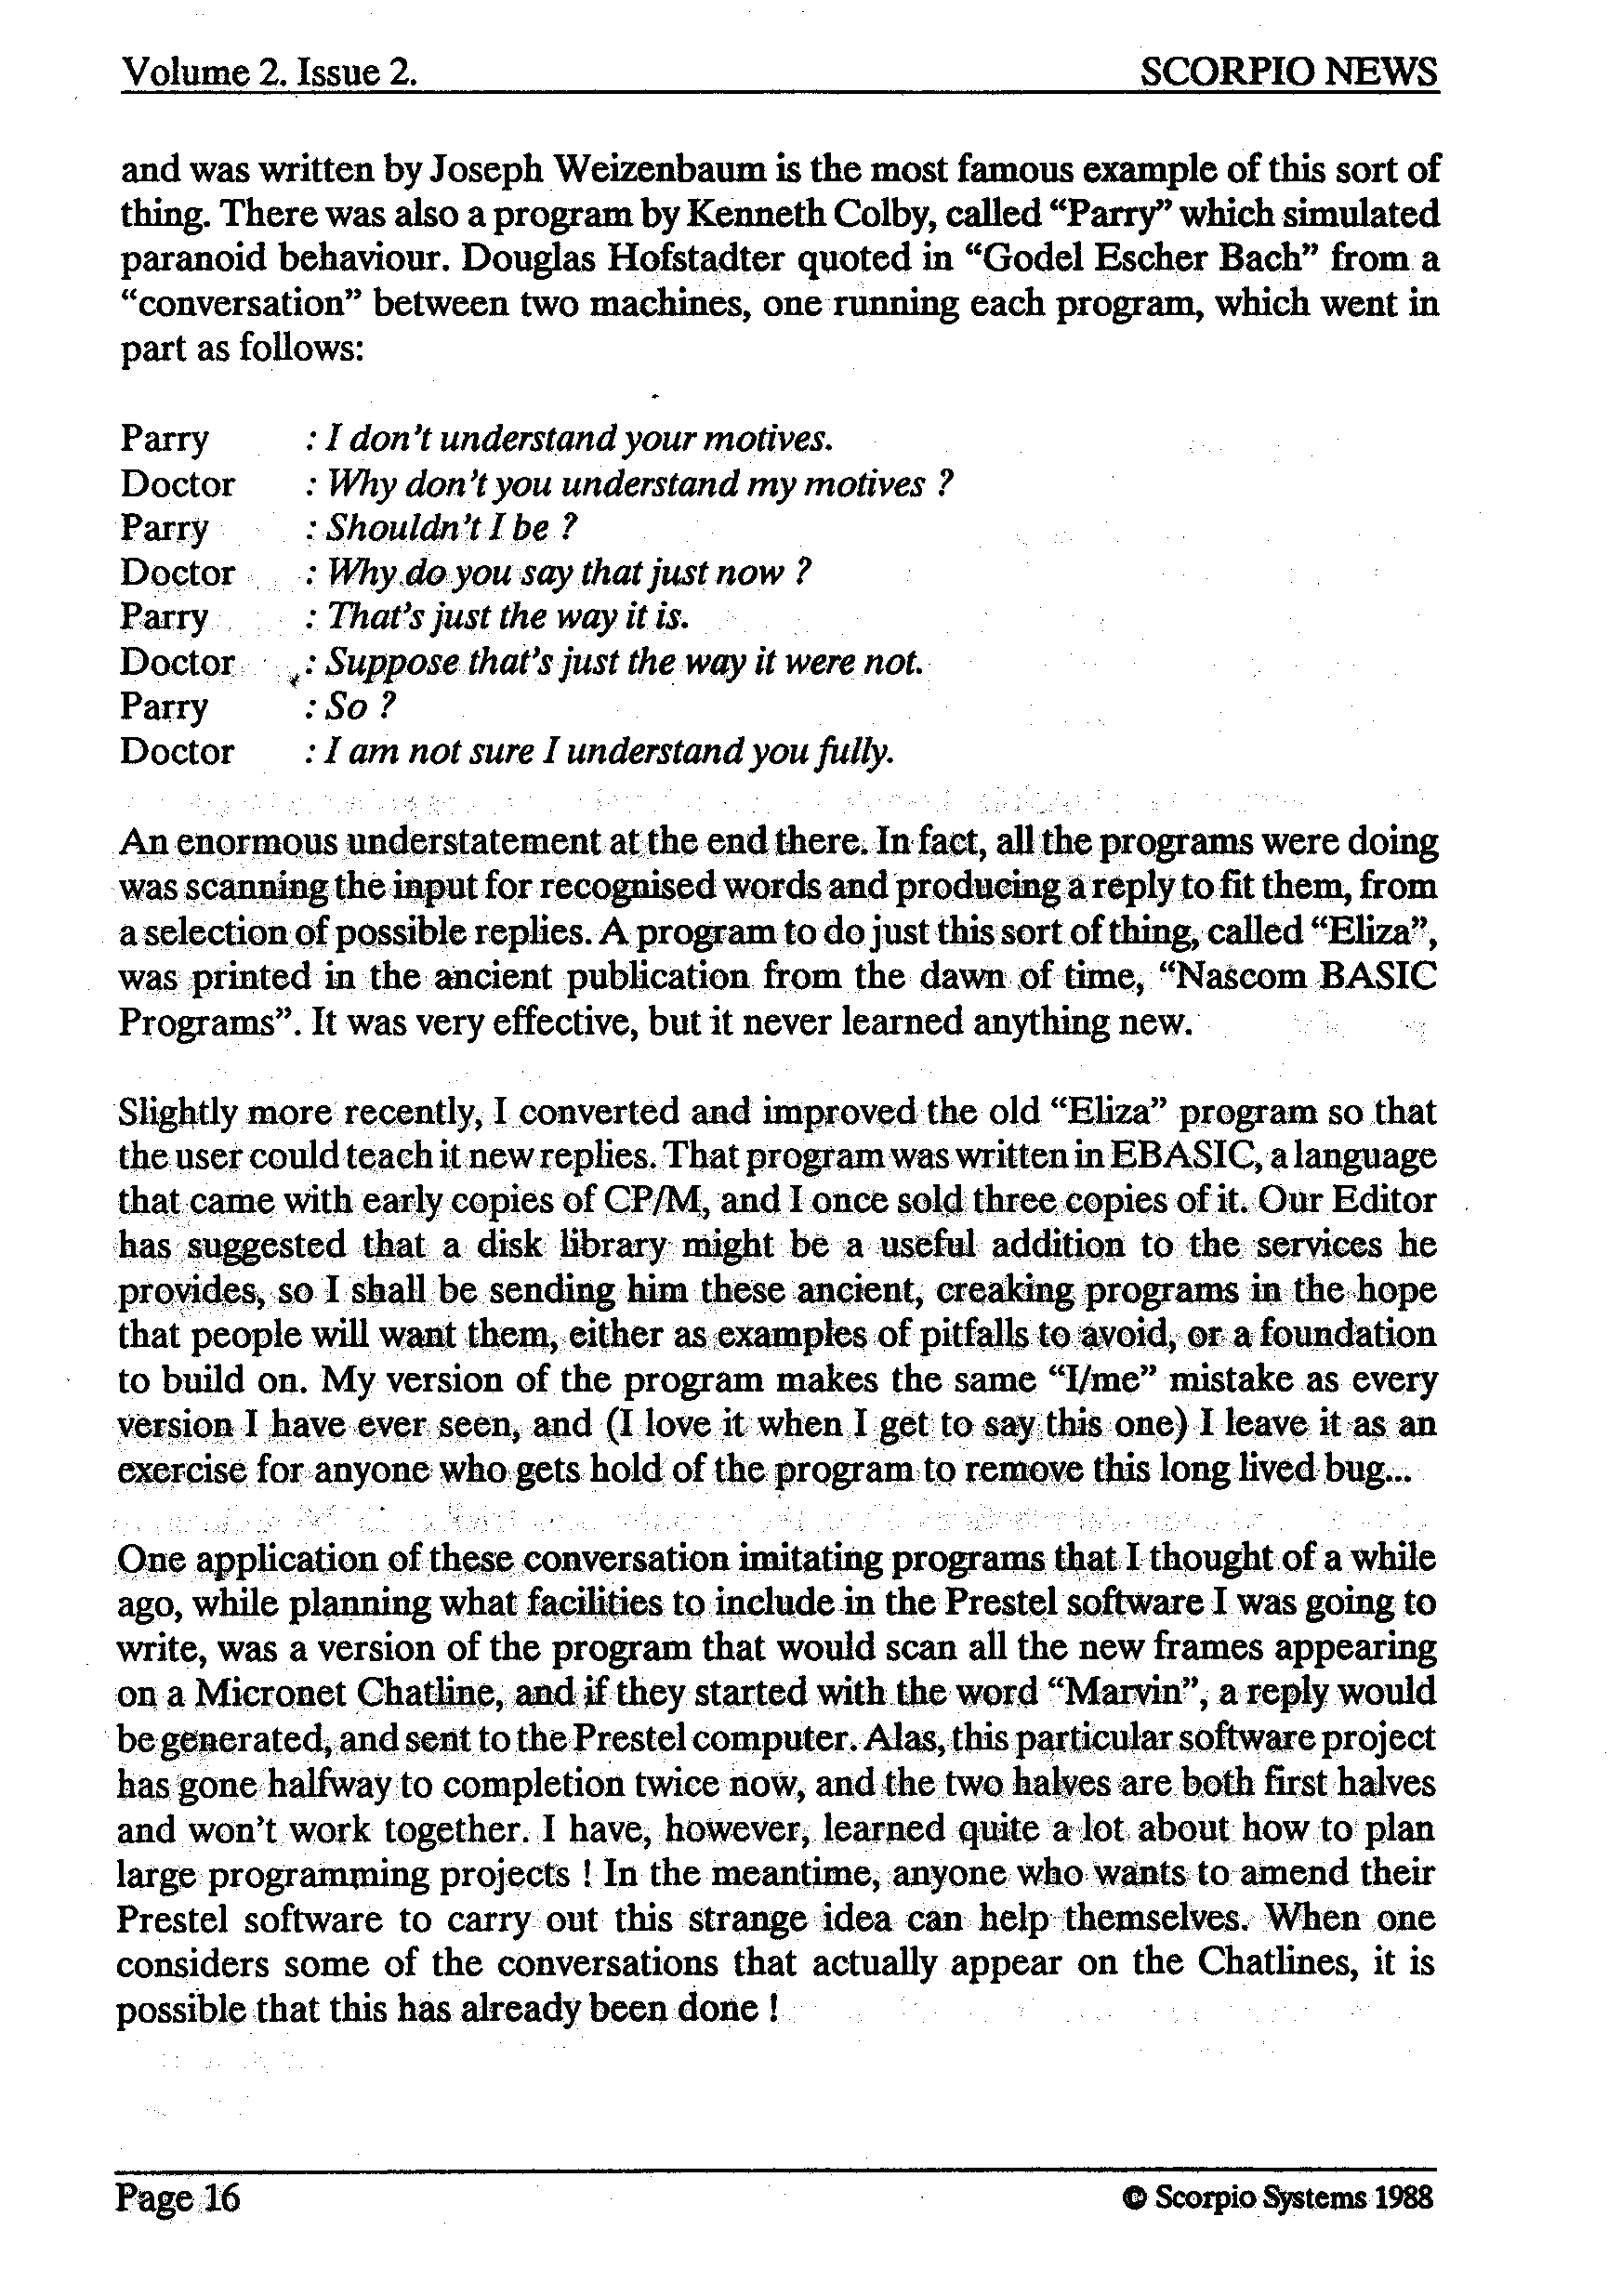 Volume 2. Issue 2. SCORPIO NEWS
and was written by Joseph Weizenbaum is the most famous example of this sort of
thing. There was also a program by Kenneth Colby, called “Parry” which simulated
paranoid behaviour. Douglas Hofstadter quoted in “Godel Escher Bach” from a
“conversation” between two machines, one running each program, which went in
part as follows:
Parry : I don't understand your motives.
Doctor : Why don't you understand my motives ?
Parry : Shouldn't I be ?
Doctor : Why do you say that just now ?
Parry : That's just the way it is.
Doctor : Suppose that's just the way it were not.
Parry : So ?
Doctor : I am not sure I understand you fully.
An enormous understatement at the end there. In fact, all the programs were doing
was scanning the input for recognised words and producing a reply to fit them, from
a selection of possible replies. A program to do just this sort of thing, called “Eliza”,
was printed in the ancient publication from the dawn of time, “Nascom BASIC
Programs”. It was very effective, but it never learned anything new.
Slightly more recently, I converted and improved the old “Eliza” program so that
the user could teach it new replies. That program was written in EBASIC, a language
that came with early copies of CP/M, and I once sold three copies of it. Our Editor
has suggested that a disk library might be a useful addition to the services he
provides, so I shall be sending him these ancient, creaking programs in the hope
that people will want them, either as examples of pitfalls to avoid, or a foundation
to build on. My version of the program makes the same “I/me” mistake as every
version I have ever seen, and (I love it when I get to say this one) I leave it as an
exercise for anyone who gets hold of the program to remove this long lived bug...
One application of these conversation imitating programs that I thought of a while
ago, while planning what facilities to include in the Prestel software I was going to
write, was a version of the program that would scan all the new frames appearing
on a Micronet Chatline, and if they started with the word “Marvin”, a reply would
be generated, and sent to the Prestel computer. Alas, this particular software project
has gone halfway to completion twice now, and the two halves are both first halves
and won't work together. I have, however, learned quite a lot about how to plan
large programming projects ! In the meantime, anyone who wants to amend their
Prestel software to carry out this strange idea can help themselves. When one
considers some of the conversations that actually appear on the Chatlines, it is
possible that this has already been done !
Page 16 © Scorpio Systems 1988